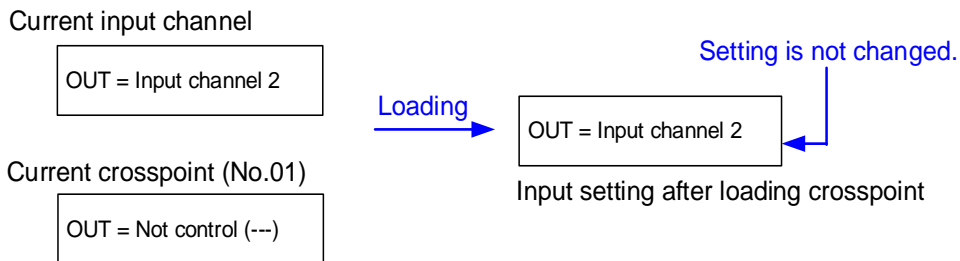 Current input channel
OUT = Input channel 2
Setting is not changed.
Loading
OUT = Input channel 2
Input setting after loading crosspoint
Current crosspoint (No.01)
OUT = Not control (---)